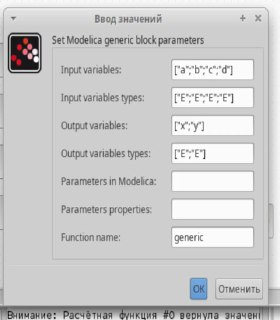 Ввод значений
Set Modelica generic block parameters
Input variables: ["a";"b";"c";"d"]
Input variables types: ["E";"E";"E";"E"]
Output variables: ["x";"y"]
Output variables types: ["E";"E"]
Parameters in Modelica:
Parameters properties:
Function name: generic
OK Отменить
Внимание: Расчётная функция #0 вернула значени